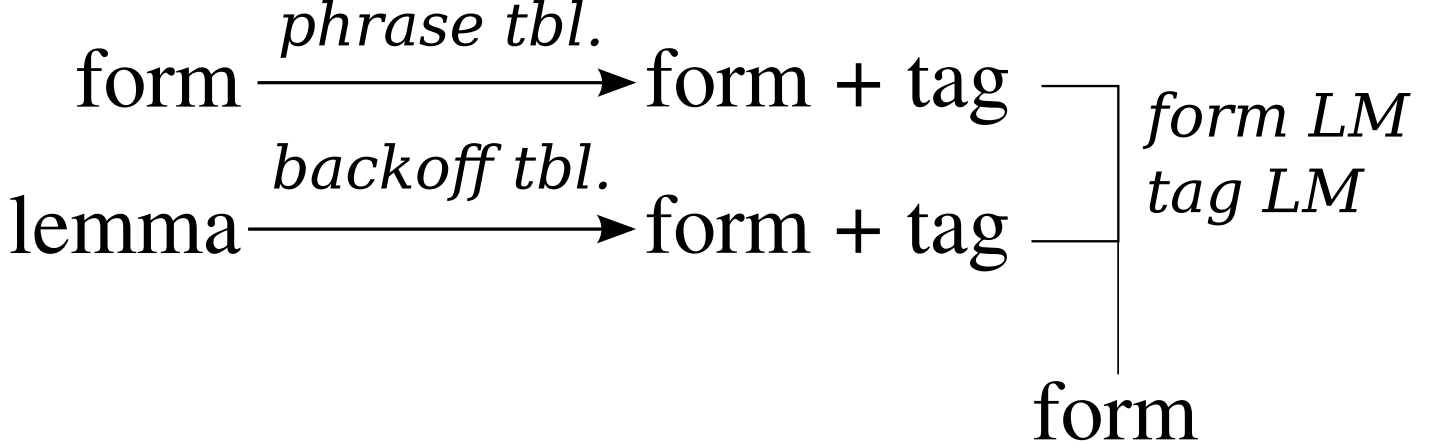 phrase tbl.
form form + tag
form LM
backoff tbl.
tag LM
lemma form + tag
form